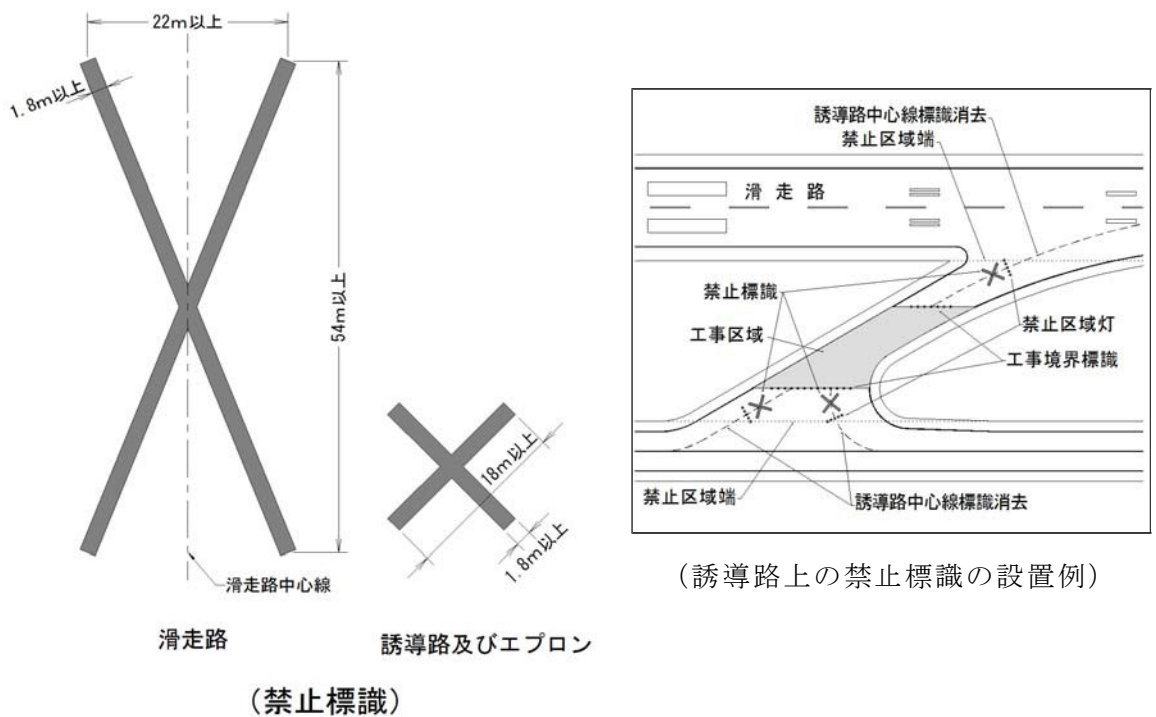 22m以上
1.8m以上
54m以上
滑走路中心線
滑走路
18m以上
1.8m以上
誘導路及びエプロン
(禁止標識)
誘導路中心線標識消去
禁止区域端
滑走路
禁止標識
工事区域
禁止区域灯
工事境界標識
禁止区域端
誘導路中心線標識消去
(誘導路上の禁止標識の設置例)